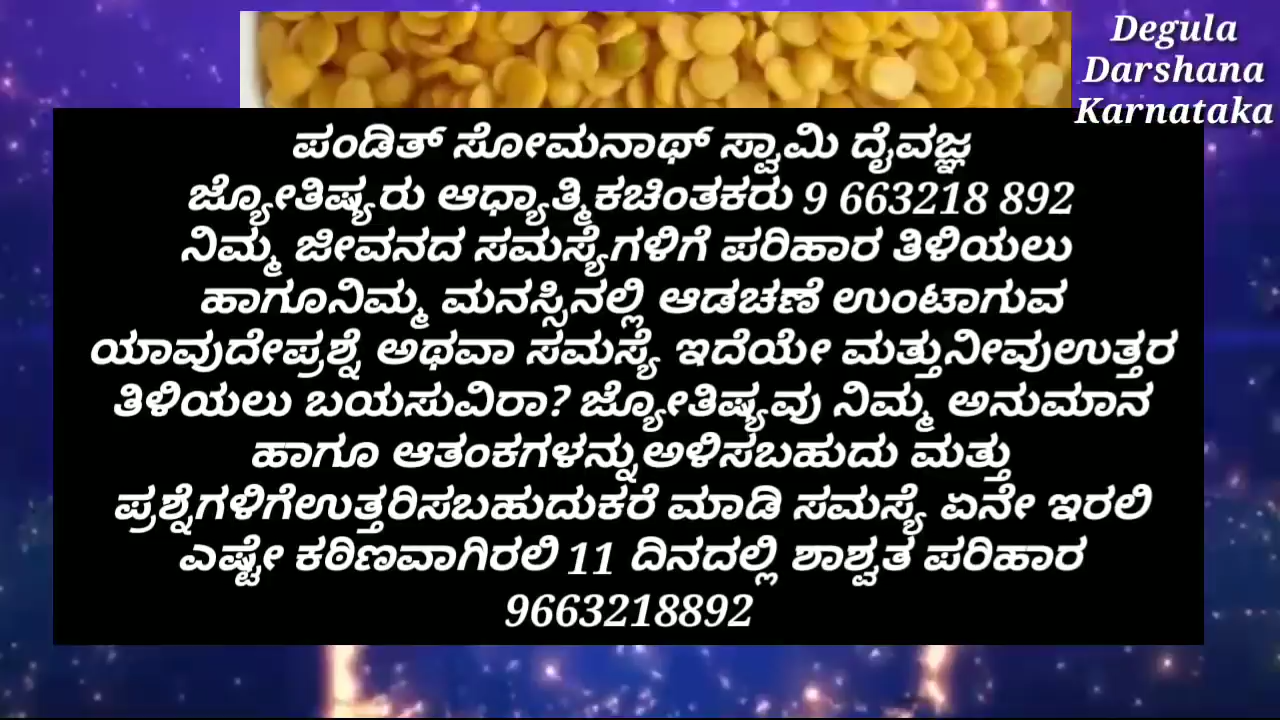 Degula
Darshana
Karnataka
ಪಂಡಿತ್ ಸೋಮನಾಥ್ ಸ್ವಾಮಿ ದೈವಜ್ಞ
ಜ್ಯೋತಿಷ್ಯರು ಆಧ್ಯಾತ್ಮಿಕಚಿಂತಕರು 9 663218 892
ನಿಮ್ಮ ಜೀವನದ ಸಮಸ್ಯೆಗಳಿಗೆ ಪರಿಹಾರ ತಿಳಿಯಲು
ಹಾಗೂನಿಮ್ಮ ಮನಸ್ಸಿನಲ್ಲಿ ಆಡಚಣೆ ಉಂಟಾಗುವ
ಯಾವುದೇಪ್ರಶ್ನೆ ಅಥವಾ ಸಮಸ್ಯೆ ಇದೆಯೇ ಮತ್ತುನೀವುಉತ್ತರ
ತಿಳಿಯಲು ಬಯಸುವಿರಾ? ಜ್ಯೋತಿಷ್ಯವು ನಿಮ್ಮ ಅನುಮಾನ
ಹಾಗೂ ಆತಂಕಗಳನ್ನುಅಳಿಸಬಹುದು ಮತ್ತು
ಪ್ರಶ್ನೆಗಳಿಗೆಉತ್ತರಿಸಬಹುದುಕರೆ ಮಾಡಿ ಸಮಸ್ಯೆ ಏನೇ ಇರಲಿ
ಎಷ್ಟೇ ಕಠಿಣವಾಗಿರಲಿ 11 ದಿನದಲ್ಲಿ ಶಾಶ್ವತ ಪರಿಹಾರ
9663218892